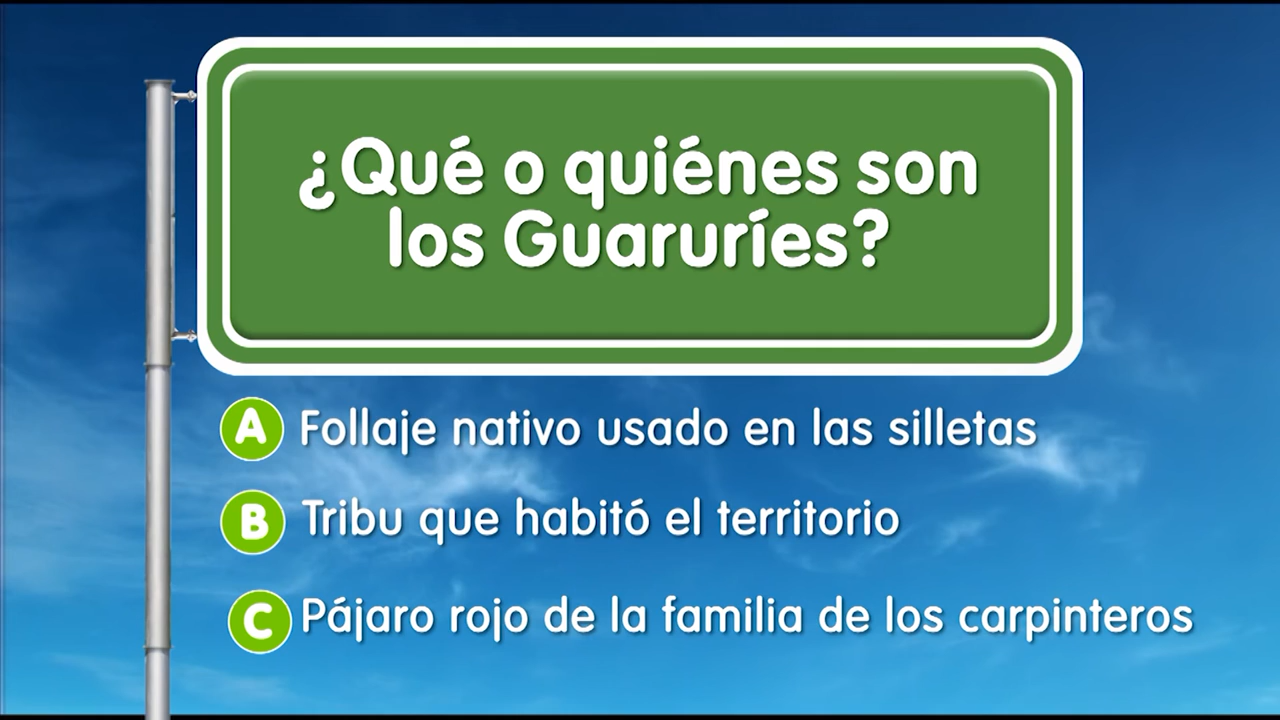 ¿Qué o quiénes son
los Guaruríes?
A Follaje nativo usado en las silletas
B Tribu que habitó el territorio
C Pájaro rojo de la familia de los carpinteros